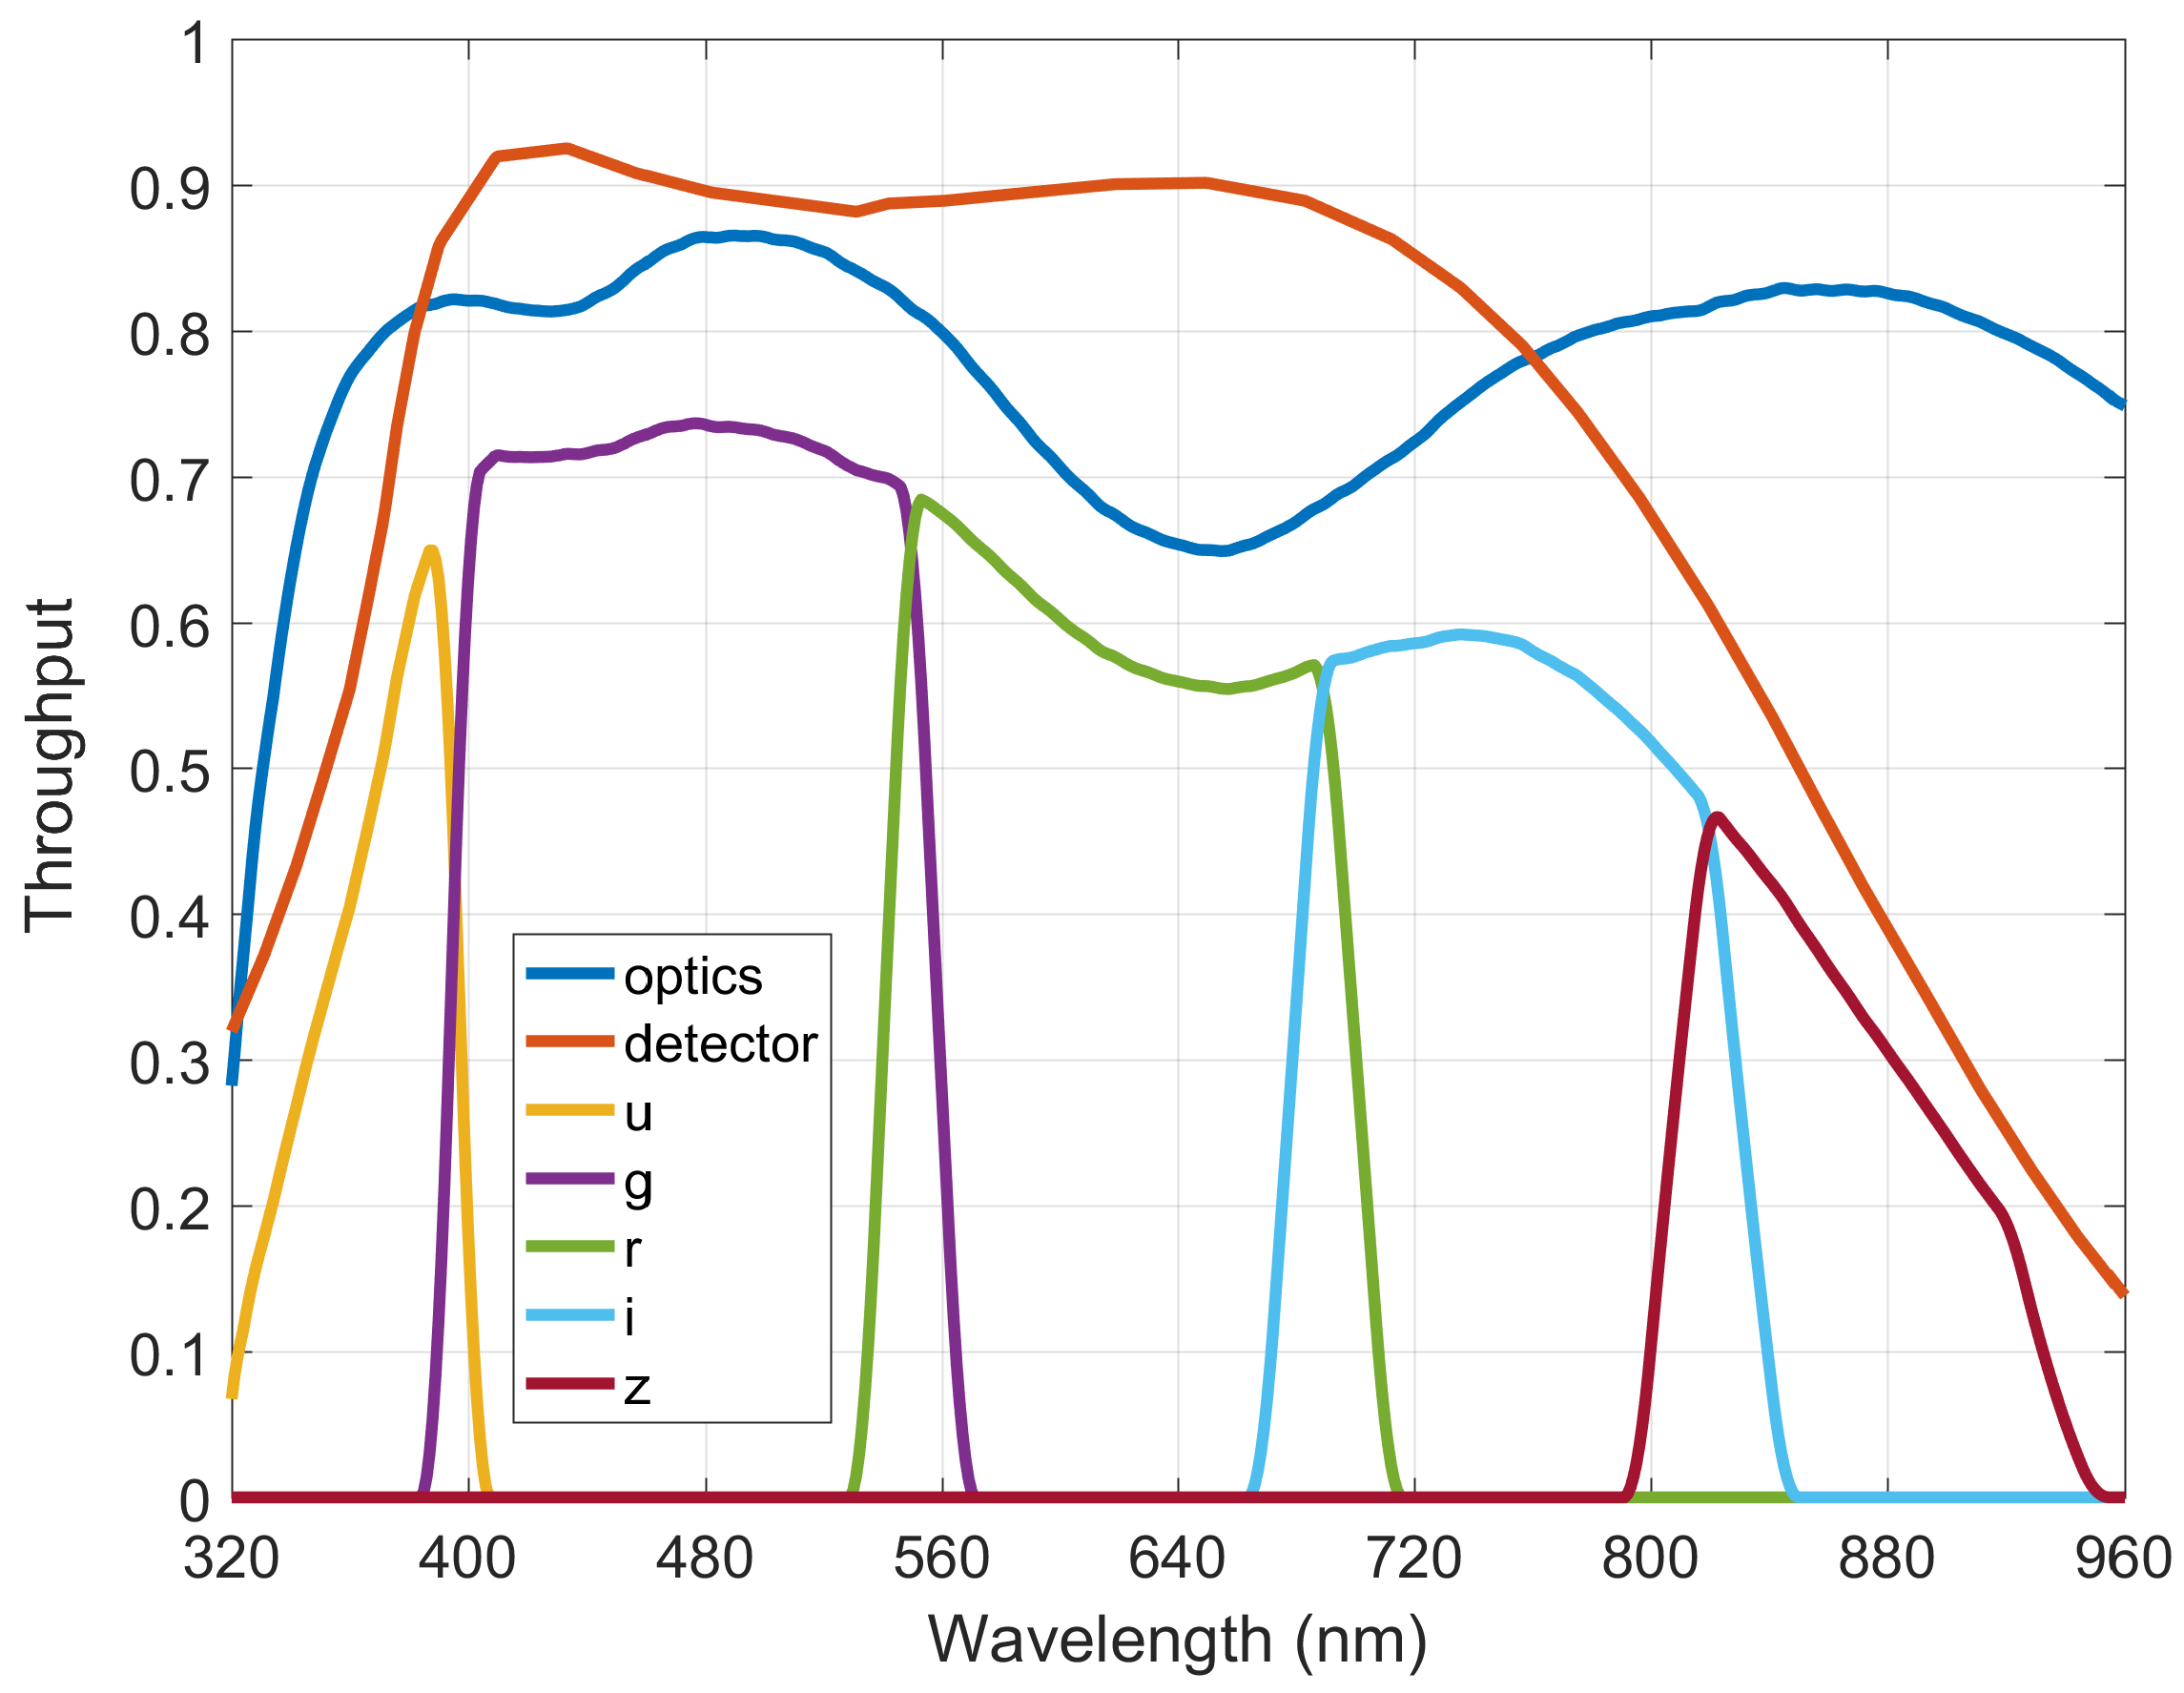 1
0.9
0.8
0.7
0.6
0.5
0.4
0.3
0.2
0.1
0
Throughput
optics
detector
u
g
r
i
z
320 400 480 560 640 720 800 880 960
Wavelength (nm)